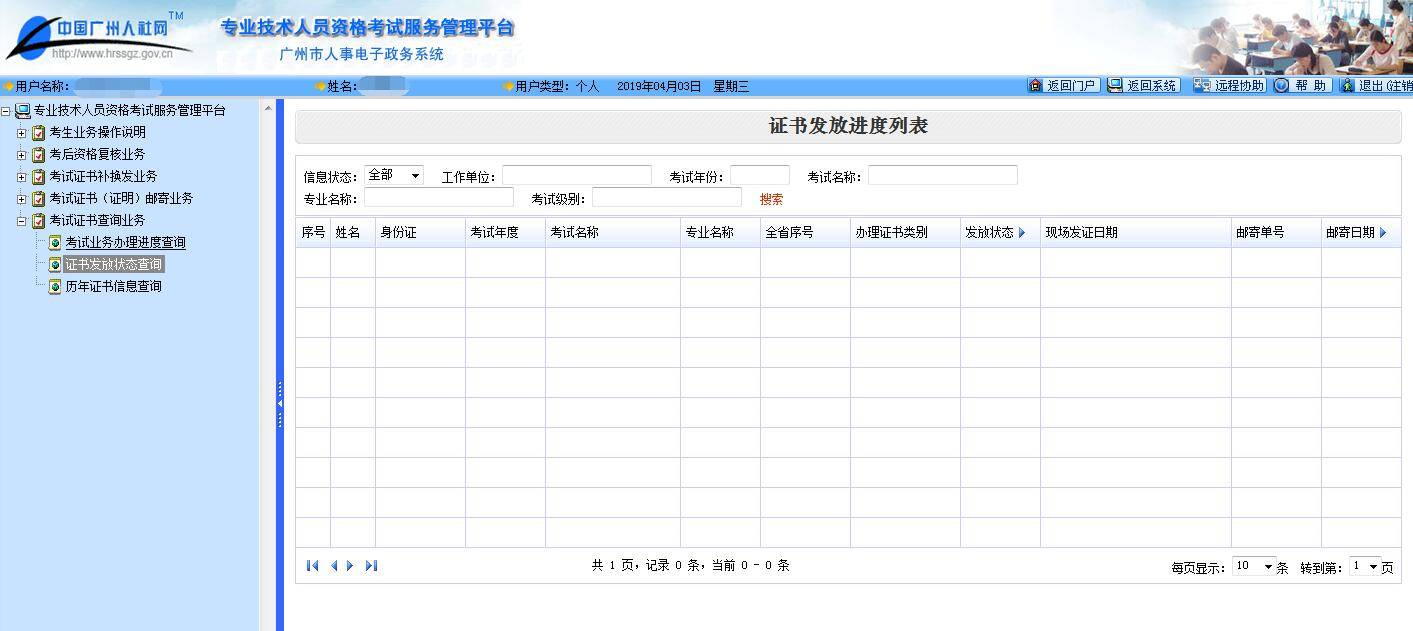 中国广州人社网 TM
http://www.hrssgz.gov.cn
专业技术人员资格考试服务管理平台
广州市人事电子政务系统
用户名称： 姓名： 用户类型：个人 2019年04月03日 星期三 返回门户 返回系统 远程协助 帮 助 退出(注销
专业技术人员资格考试服务管理平台
考生业务操作说明
考后资格复核业务
考试证书补换发业务
考试证书（证明）邮寄业务
考试证书查询业务
考试业务办理进度查询
证书发放状态查询
历年证书信息查询
证书发放进度列表
信息状态： 全部 工作单位： 考试年份： 考试名称：
专业名称： 考试级别： 搜索
序号 姓名 身份证 考试年度 考试名称 专业名称 全省序号 办理证书类别 发放状态 现场发证日期 邮寄单号 邮寄日期
共 1 页，记录 0 条，当前 0 - 0 条 每页显示： 10 条 转到第： 1 页